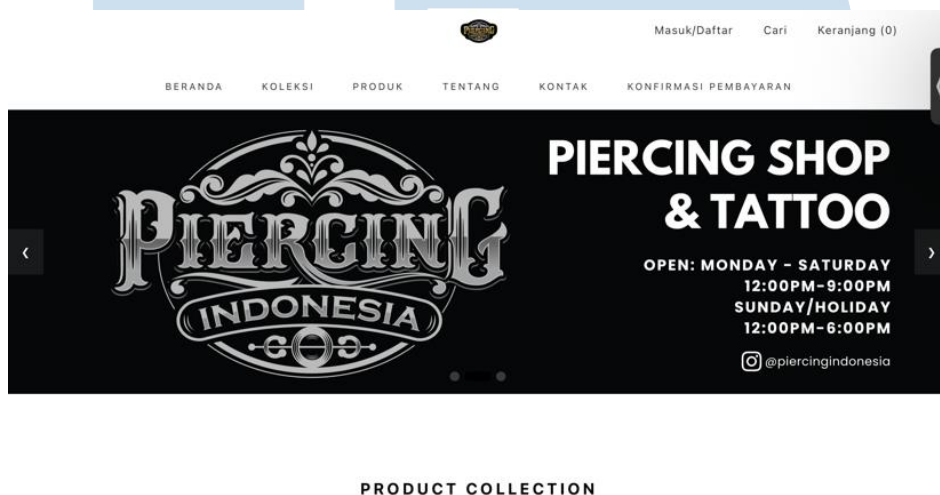 PIERCING
Masuk/Daftar Cari Keranjang (0)
BERANDA KOLEKSI PRODUK TENTANG KONTAK KONFIRMASI PEMBAYARAN
PIERCING
INDONESIA
PIERCING SHOP
& TATTOO
OPEN: MONDAY - SATURDAY
12:00PM-9:00PM
SUNDAY/HOLIDAY
12:00PM-6:00PM
@piercingindonesia
PRODUCT COLLECTION